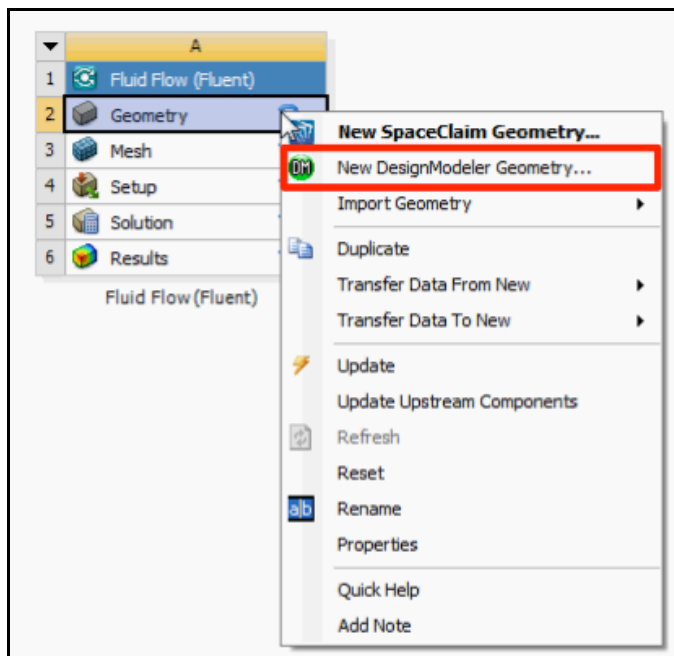 A
1 Fluid Flow (Fluent)
2 Geometry
3 Mesh
4 Setup
5 Solution
6 Results
Fluid Flow (Fluent)
New SpaceClaim Geometry...
DM New DesignModeler Geometry...
Import Geometry
Duplicate
Transfer Data From New
Transfer Data To New
Update
Update Upstream Components
Refresh
Reset
a|b Rename
Properties
Quick Help
Add Note